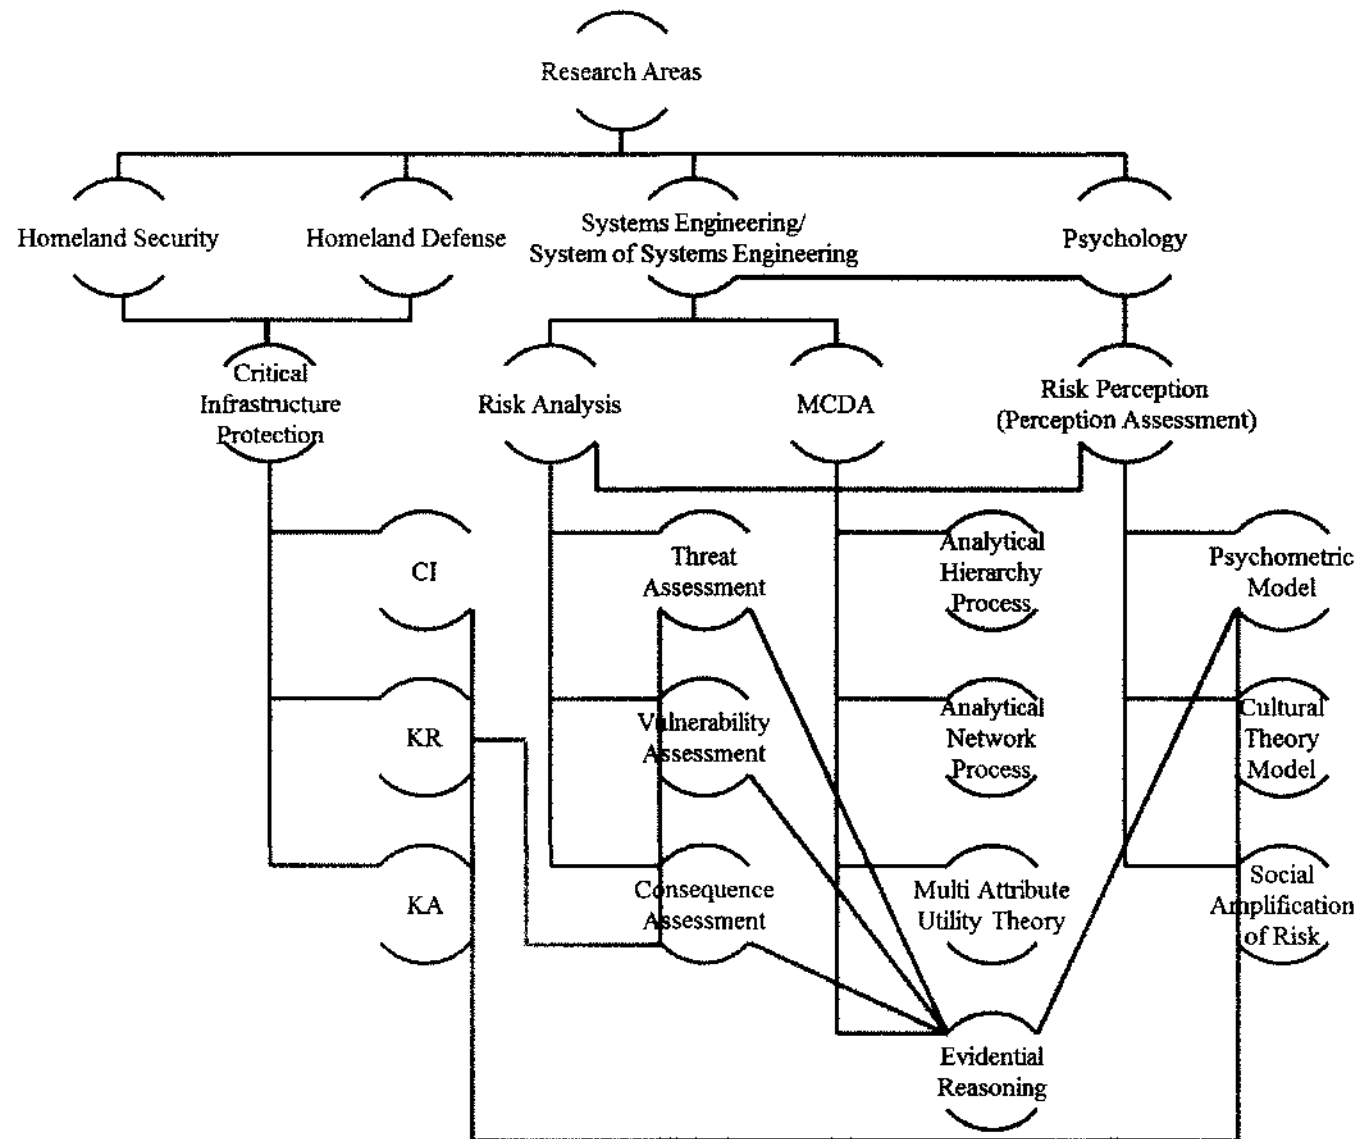 Research Areas
Homeland Security
Homeland Defense
Systems Engineering/
System of Systems Engineering
Psychology
Critical
Infrastructure
Protection
Risk Analysis
MCDA
Risk Perception
(Perception Assessment)
CI
Threat
Assessment
Analytical
Hierarchy
Process
Psychometric
Model
KR
Vulnerability
Assessment
Analytical
Network
Process
Cultural
Theory
Model
KA
Consequence
Assessment
Multi Attribute
Utility Theory
Social
Amplification
of Risk
Evidential
Reasoning